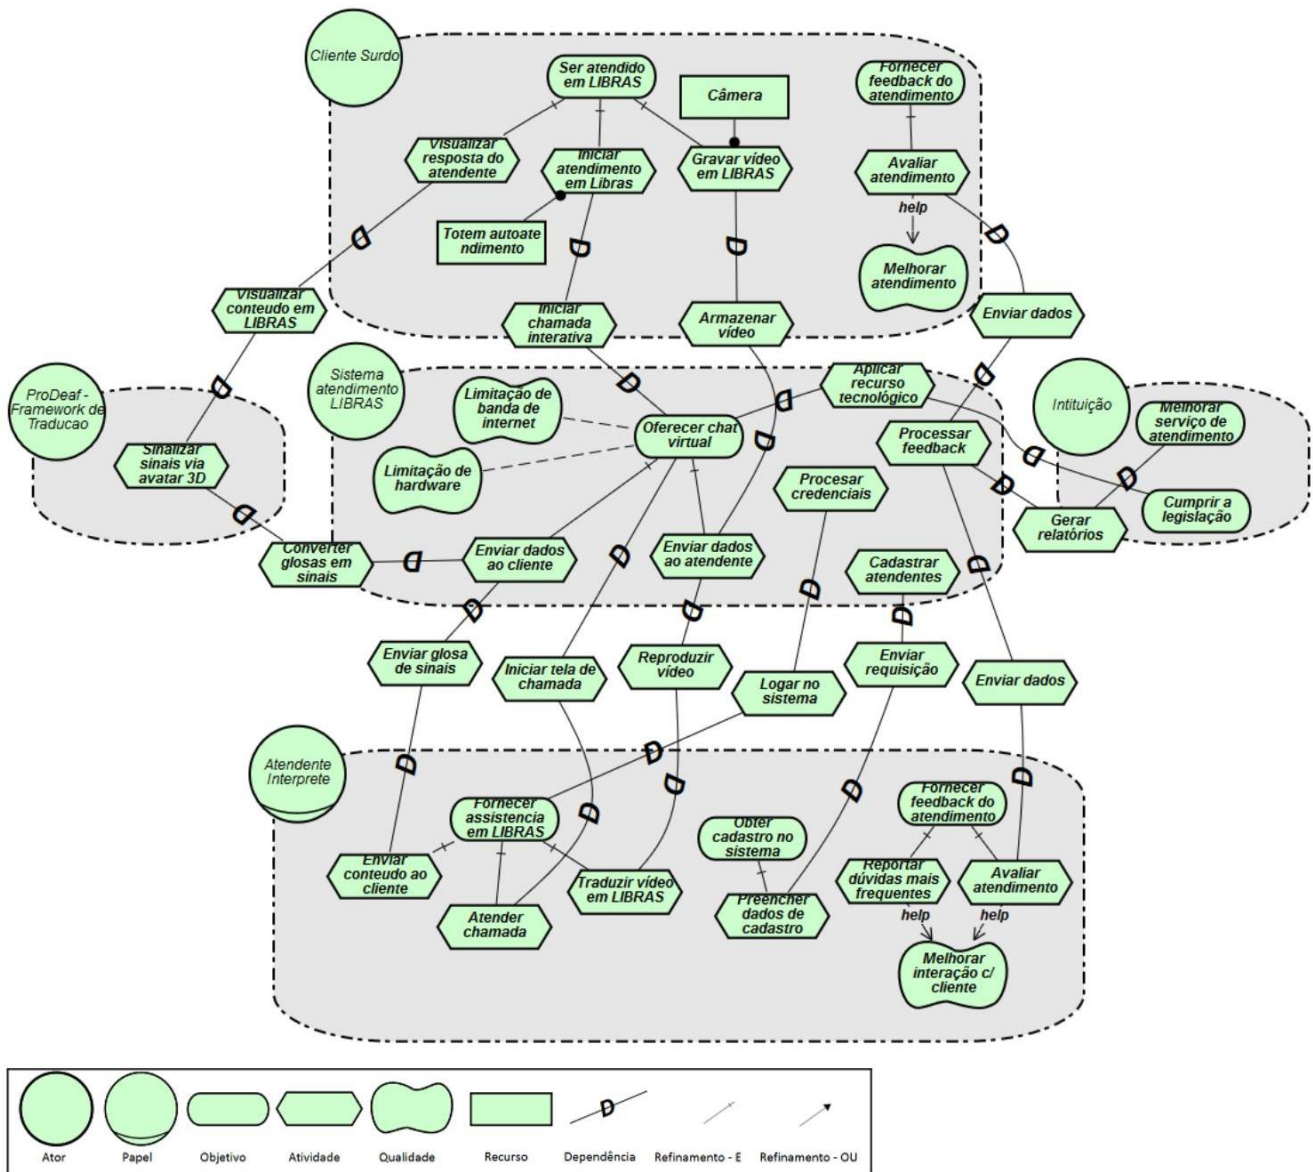 Cliente Surdo
Ser atendido
em LIBRAS
Câmera
Fornecer
feedback do
atendimento
Visualizar
resposta do
atendente
Iniciar
atendimento
em Libras
Gravar vídeo
em LIBRAS
Avaliar
atendimento
help
Totem autoate
ndimento
D
D
D
D
Melhorar
atendimento
Visualizar
conteudo em
LIBRAS
Iniciar
chamada
interativa
Armazenar
vídeo
Enviar dados
ProDeaf -
Framework de
Traducao
D
Sistema
atendimento
LIBRAS
Limitação de
banda de
internet
D
D
Aplicar
recurso
tecnológico
D
Intituição
Melhorar
serviço de
atendimento
Oferecer chat
virtual
D
Processar
feedback
D
Sinalizar
sinais via
avatar 3D
Limitação de
hardware
Procesar
credenciais
D
D
Cumprir a
legislação
D
Gerar
relatórios
Converter
glosas em
sinais
D
Enviar dados
ao cliente
D
Enviar dados
ao atendente
Cadastrar
atendentes
D
D
D
D
D
Enviar glosa
de sinais
Iniciar tela de
chamada
Reproduzir
vídeo
Logar no
sistema
Enviar
requisição
Enviar dados
Atendente
Interprete
D
D
D
D
D
D
Fornecer
assistencia
em LIBRAS
Obter
cadastro no
sistema
Fornecer
feedback do
atendimento
Enviar
conteudo ao
cliente
Atender
chamada
Traduzir vídeo
em LIBRAS
Preencher
dados de
cadastro
Reportar
dúvidas mais
frequentes
Avaliar
atendimento
help
help
Melhorar
interação c/
cliente
D
Ator
Papel
Objetivo
Atividade
Qualidade
Recurso
Dependência
Refinamento - E
Refinamento - OU